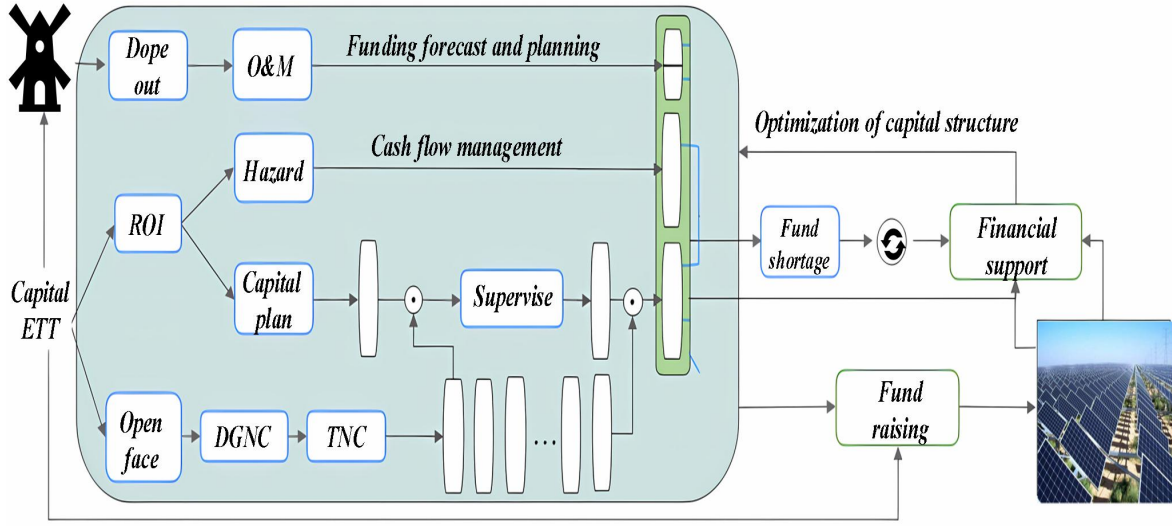 Dope
out
O&M
Funding forecast and planning
Hazard
Cash flow management
Optimization of capital structure
ROI
Fund
shortage
Financial
support
Capital
ETT
Capital
plan
Supervise
Open
face
DGNC
TNC
...
Fund
raising